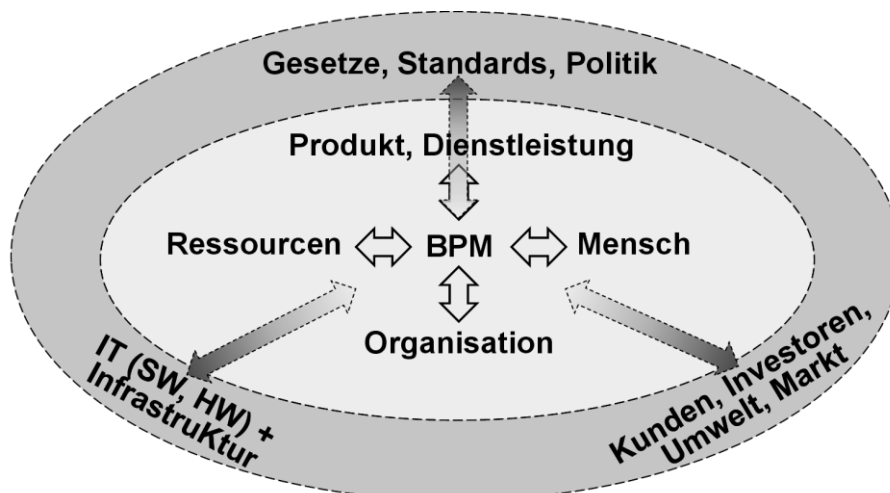 Gesetze, Standards, Politik
Produkt, Dienstleistung
Ressourcen
BPM
Mensch
Organisation
IT (SW, HW) +
InfrastruKtur
Kunden, Investoren,
Umwelt, Markt